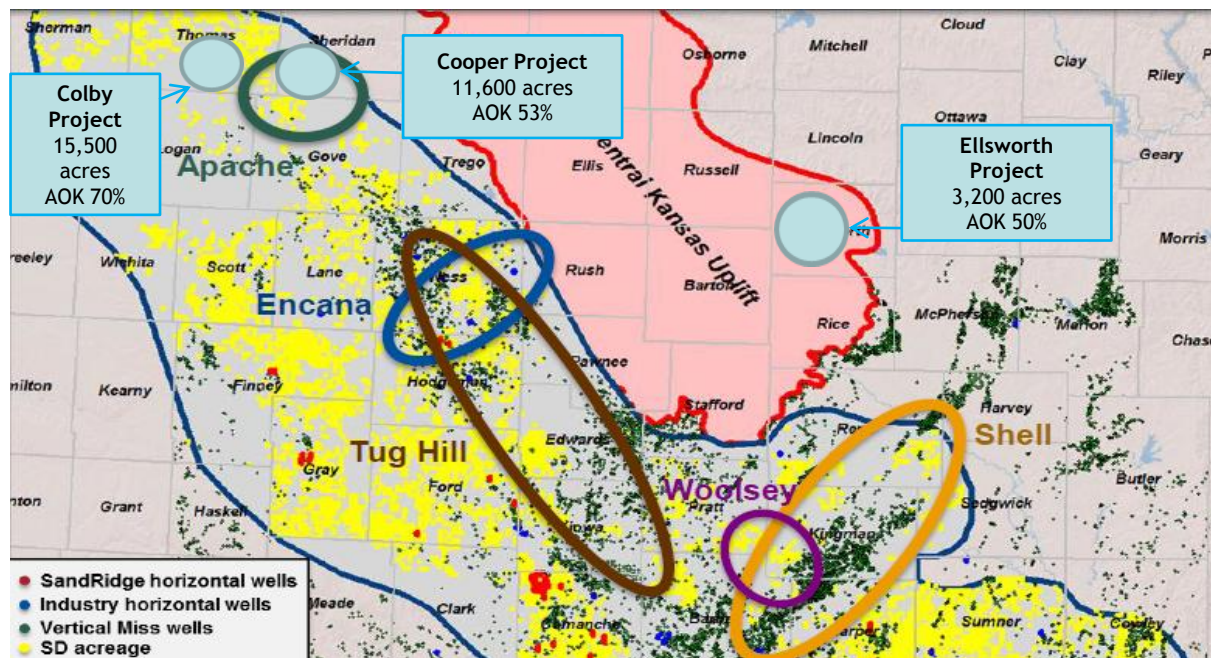 Sherman
Thomas
Sheridan
Cloud
Osborne
Mitchell
Clay
Riley
Colby
Project
15,500
acres
AOK 70%
Cooper Project
11,600 acres
AOK 53%
Ottawa
Lincoln
Ellsworth
Project
3,200 acres
AOK 50%
Geary
Logan
Apache
Gove
Trego
Ellis
Russell
Central Kansas Uplift
Morris
Wichita
Scott
Lane
Ness
Rush
Barton
Encana
Rice
McPherson
Marion
Pawnee
Kearny
Finney
Hodgeman
Stafford
Harvey
Shell
Edwards
Tug Hill
Gray
Ford
Woolsey
Sedgwick
Butler
Grant
Haskell
Kiowa
Pratt
Kingman
SandRidge horizontal wells
Industry horizontal wells
Vertical Miss wells
SD acreage
Meade
Clark
Comanche
Harper
Sumner
Cowley